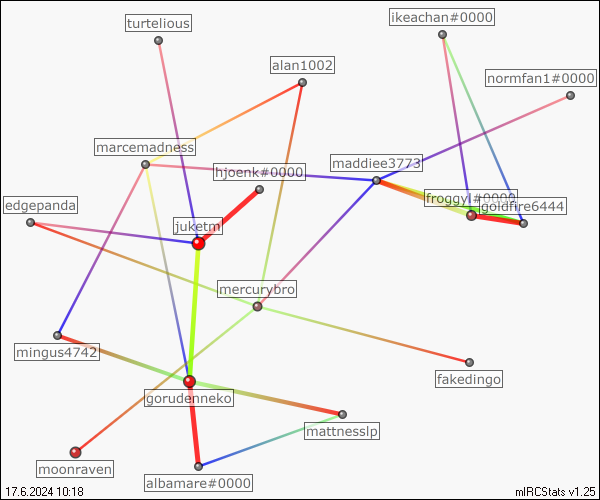 turtelious
ikeachan#0000
alan1002
normfan1#0000
marcemadness
maddiee3773
hjoenk#0000
froggyl#0000
edgepanda
goldfire6444
juketm
mercurybro
mingus4742
fakedingo
gorudenneko
mattnesslp
moonraven
albamare#0000
17.6.2024 10:18
mIRCStats v1.25